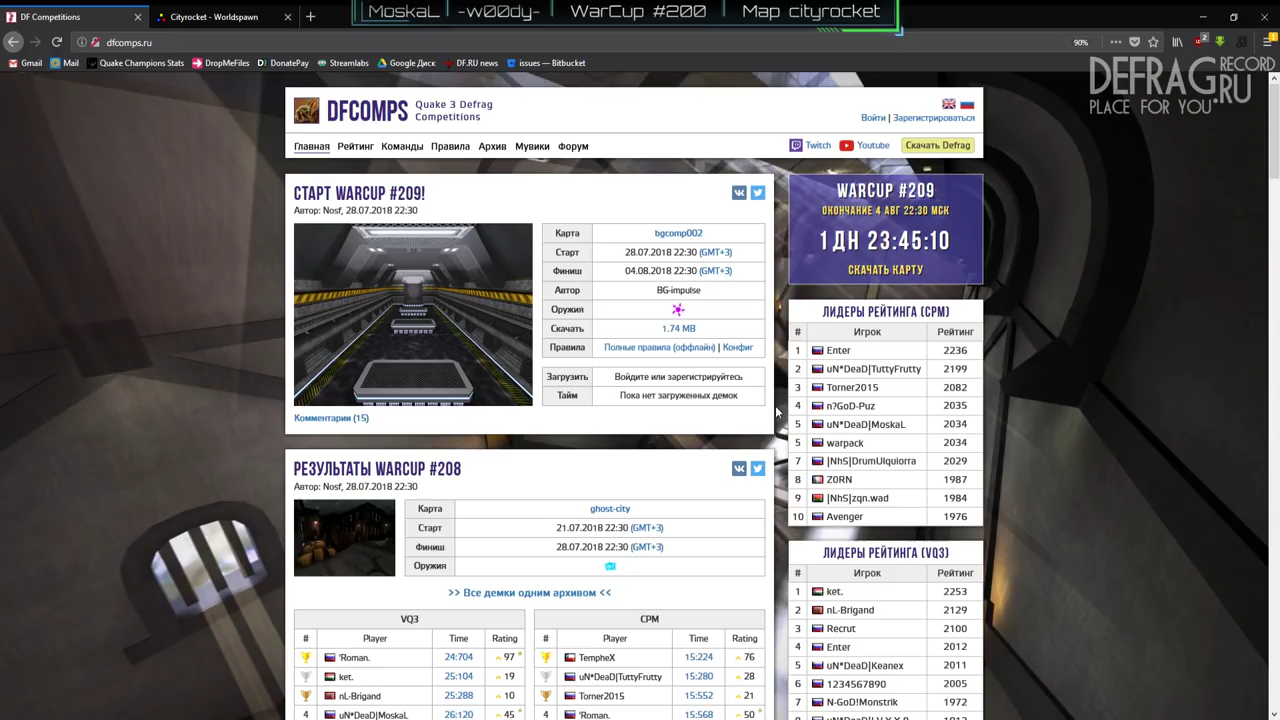 DF Competitions
Cityrocket - Worldspawn
MoskaL -w00dy- WarCup #200 Map cityrocket
dfcomps.ru
90%
2
Gmail
Mail
Quake Champions Stats
DropMeFiles
DonatePay
Streamlabs
Google Диск
DF.RU news
issues — Bitbucket
DEFRAG.RU
RECORD
PLACE FOR YOU
DFCOMPS
Quake 3 Defrag
Competitions
Войти | Зарегистрироваться
Главная Рейтинг Команды Правила Архив Мувики Форум
Twitch
Youtube
Скачать Defrag
СТАРТ WARCUP #209!
Автор: Nosf, 28.07.2018 22:30
Карта bgcomp002
Старт 28.07.2018 22:30 (GMT+3)
Финиш 04.08.2018 22:30 (GMT+3)
Автор BG-impulse
Оружия
Скачать 1.74 MB
Правила Полные правила (оффлайн) | Конфиг
Загрузить Войдите или зарегистрируйтесь
Тайм Пока нет загруженных демок
Комментарии (15)
РЕЗУЛЬТАТЫ WARCUP #208
Автор: Nosf, 28.07.2018 22:30
Карта ghost-city
Старт 21.07.2018 22:30 (GMT+3)
Финиш 28.07.2018 22:30 (GMT+3)
Оружия
>> Все демки одним архивом <<
VQ3
# Player Time Rating
'Roman. 24:704 97
ket. 25:104 19
nL-Brigand 25:288 10
4 uN*DeaD|MoskaL 26:120 45
CPM
# Player Time Rating
TempheX 15:224 76
uN*DeaD|TuttyFrutty 15:280 28
Torner2015 15:552 21
4 'Roman. 15:568 50
WARCUP #209
ОКОНЧАНИЕ 4 АВГ 22:30 МСК
1 ДН 23:45:10
СКАЧАТЬ КАРТУ
ЛИДЕРЫ РЕЙТИНГА (CPM)
# Игрок Рейтинг
1 Enter 2236
2 uN*DeaD|TuttyFrutty 2199
3 Torner2015 2082
4 n?GoD-Puz 2035
5 uN*DeaD|MoskaL 2034
5 warpack 2034
7 |NhS|DrumUlquiorra 2029
8 Z0RN 1987
9 |NhS|zqn.wad 1984
10 Avenger 1976
ЛИДЕРЫ РЕЙТИНГА (VQ3)
# Игрок Рейтинг
1 ket. 2253
2 nL-Brigand 2129
3 Recrut 2100
4 Enter 2012
5 uN*DeaD|Keanex 2011
6 1234567890 2005
7 N-GoD!Monstrik 1972